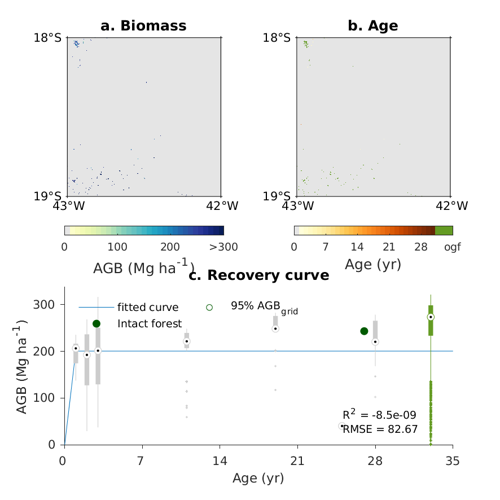 a. Biomass
b. Age
18°S
19°S
43°W 42°W
18°S
19°S
43°W 42°W
0 100 200 >300
AGB (Mg ha-1)
0 7 14 21 28 ogf
Age (yr)
c. Recovery curve
fitted curve
95% AGBgrid
Intact forest
300
200
100
0
AGB (Mg ha-1)
R2 = -8.5e-09
RMSE = 82.67
0 7 14 21 28 35
Age (yr)